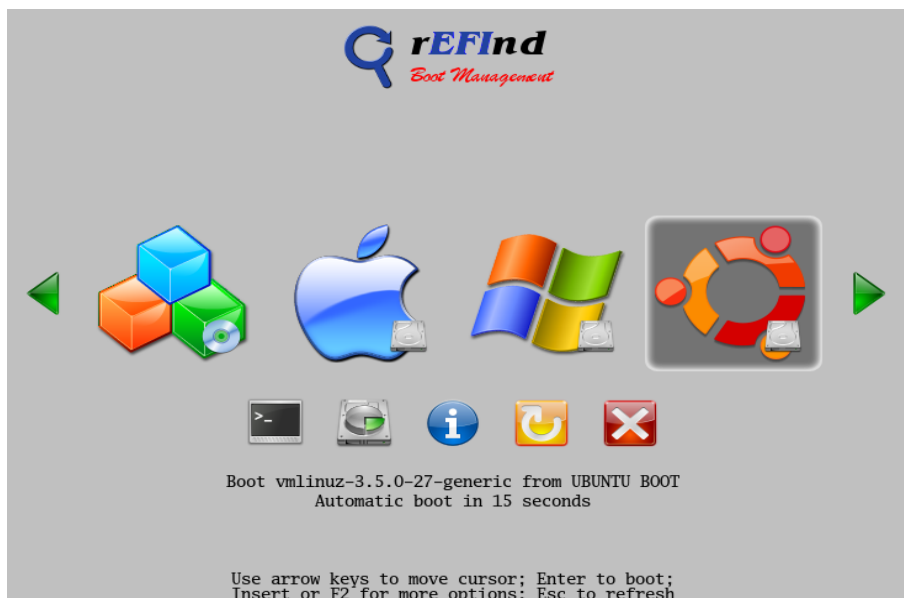 rEFInd
Boot Management
>_
i
Boot vmlinuz-3.5.0-27-generic from UBUNTU BOOT
Automatic boot in 15 seconds
Use arrow keys to move cursor; Enter to boot;
Insert or F2 for more options; Esc to refresh